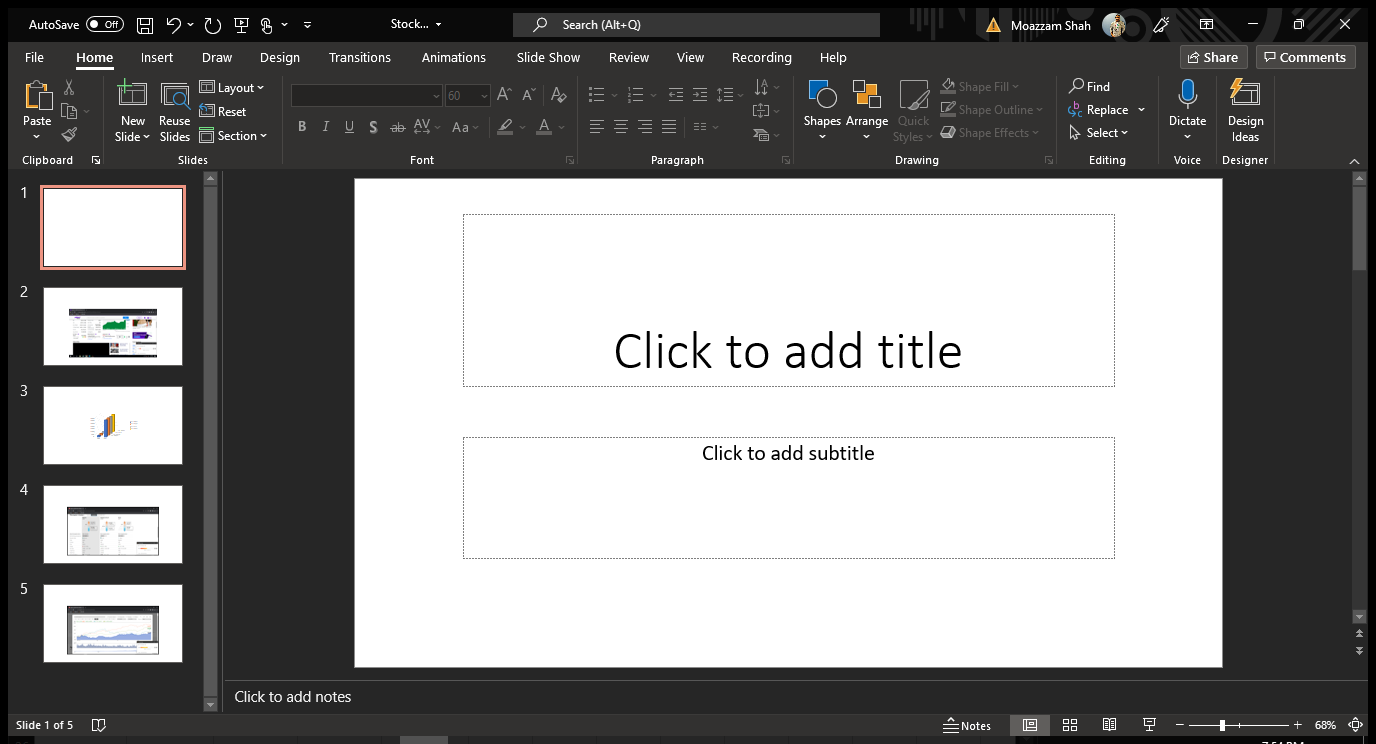 AutoSave Off Stock... Search (Alt+Q) Moazzam Shah
File Home Insert Draw Design Transitions Animations Slide Show Review View Recording Help Share Comments
Paste
New Slide
Reuse Slides
Layout
Reset
Section
60
B I U S ab AV Aa A
Shapes
Arrange
Quick Styles
Shape Fill
Shape Outline
Shape Effects
Find
Replace
Select
Dictate
Design Ideas
Clipboard Slides Font Paragraph Drawing Editing Voice Designer
1
2
3
4
5
Click to add title
Click to add subtitle
Click to add notes
Slide 1 of 5 Notes 68%